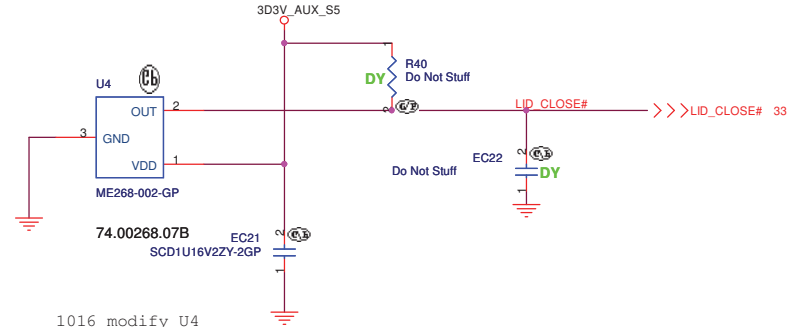 3D3V_AUX_S5
U4
OUT 2
3 GND
VDD 1
ME268-002-GP
74.00268.07B
1
R40
Do Not Stuff
DY
2
G/P
LID_CLOSE#
LID_CLOSE# 33
EC22
2
1
DY
Do Not Stuff
EC21
SCD1U16V2ZY-2GP
2
1
1016 modify U4